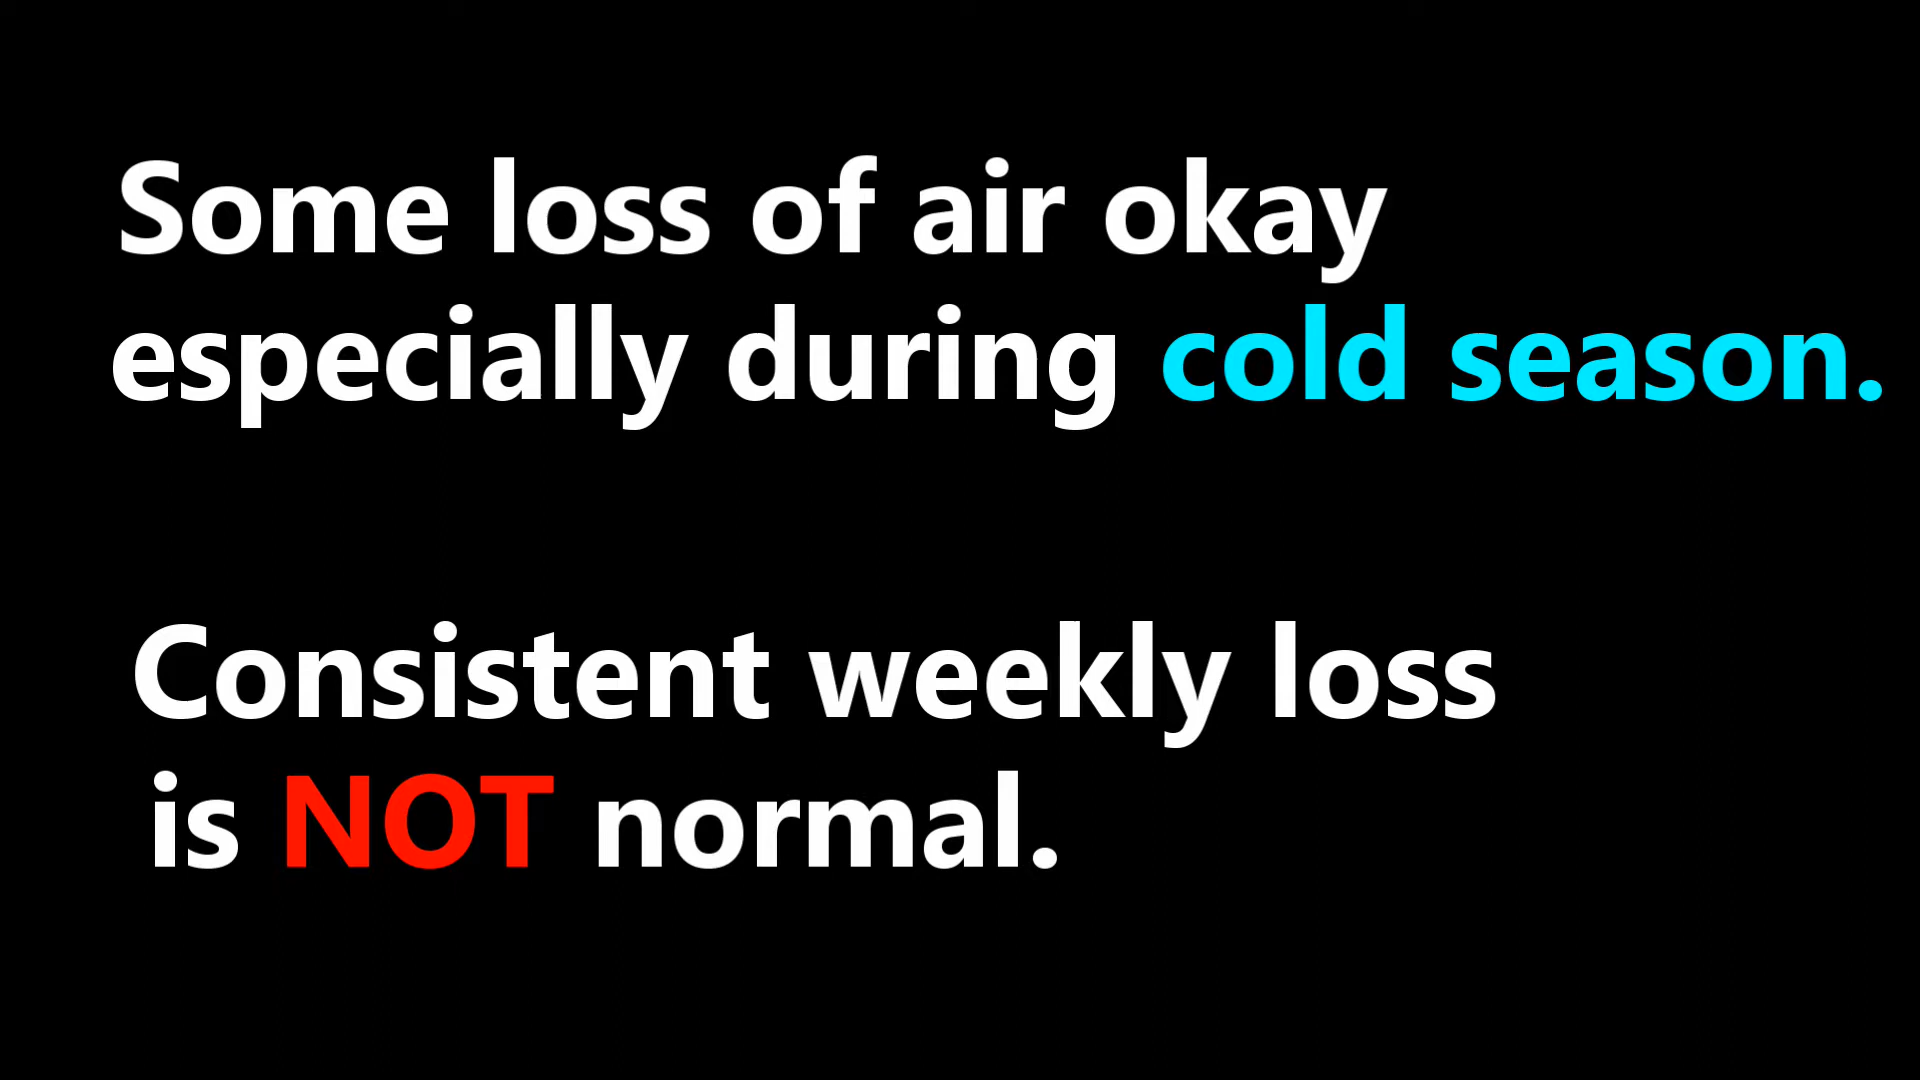 Some loss of air okay
especially during cold season.
Consistent weekly loss
is NOT normal.